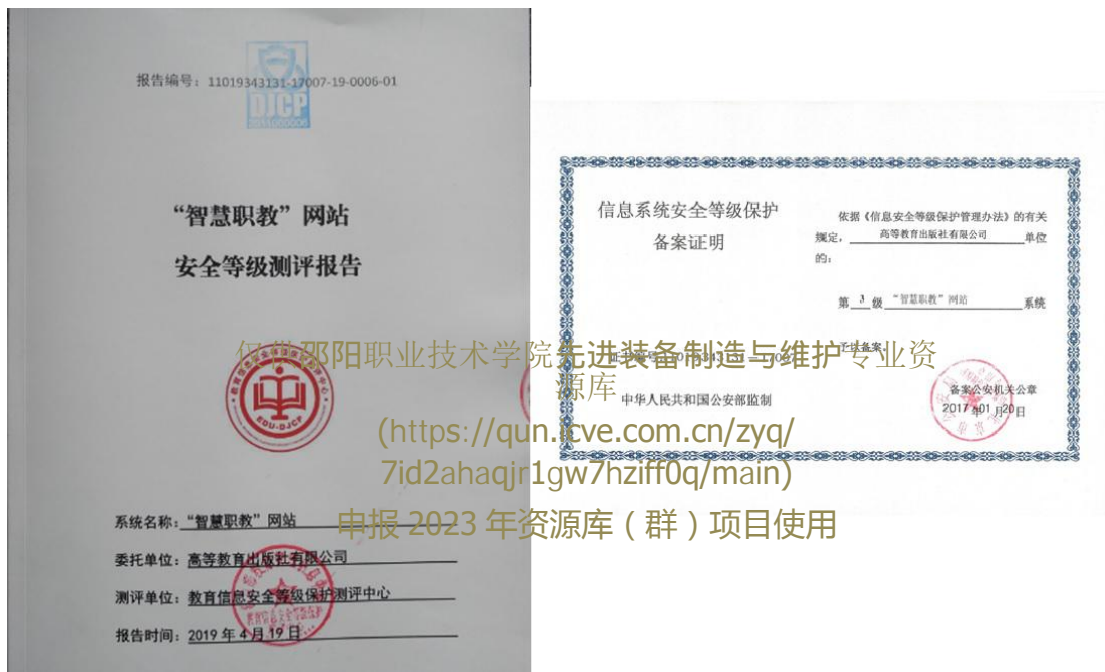 报告编号：11019343131-17007-19-0006-01
DJCP
“智慧职教”网站
安全等级测评报告
EDU-DJCP
系统名称：“智慧职教”网站
委托单位：高等教育出版社有限公司
测评单位：教育信息安全等级保护测评中心
报告时间：2019 年 4 月 19 日
信息系统安全等级保护
备案证明
中华人民共和国公安部监制
依据《信息安全等级保护管理办法》的有关
规定，高等教育出版社有限公司单位
的：
第 3 级 “智慧职教”网站 系统
予以备案
备案公安机关公章
2017 年 01 月 20 日
仅供邵阳职业技术学院先进装备制造与维护专业资
源库
(https://qun.icve.com.cn/zyq/
7id2ahaqjr1gw7hziff0q/main)
申报 2023 年资源库（群）项目使用